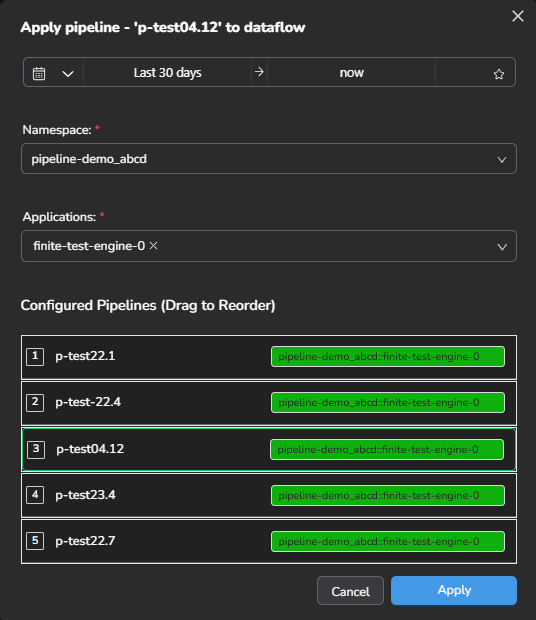 Apply pipeline - 'p-test04.12' to dataflow
Last 30 days → now
Namespace: *
pipeline-demo_abcd
Applications: *
finite-test-engine-0 ×
Configured Pipelines (Drag to Reorder)
1 p-test22.1 pipeline-demo_abcd::finite-test-engine-0
2 p-test-22.4 pipeline-demo_abcd::finite-test-engine-0
3 p-test04.12 pipeline-demo_abcd::finite-test-engine-0
4 p-test23.4 pipeline-demo_abcd::finite-test-engine-0
5 p-test22.7 pipeline-demo_abcd::finite-test-engine-0
Cancel Apply